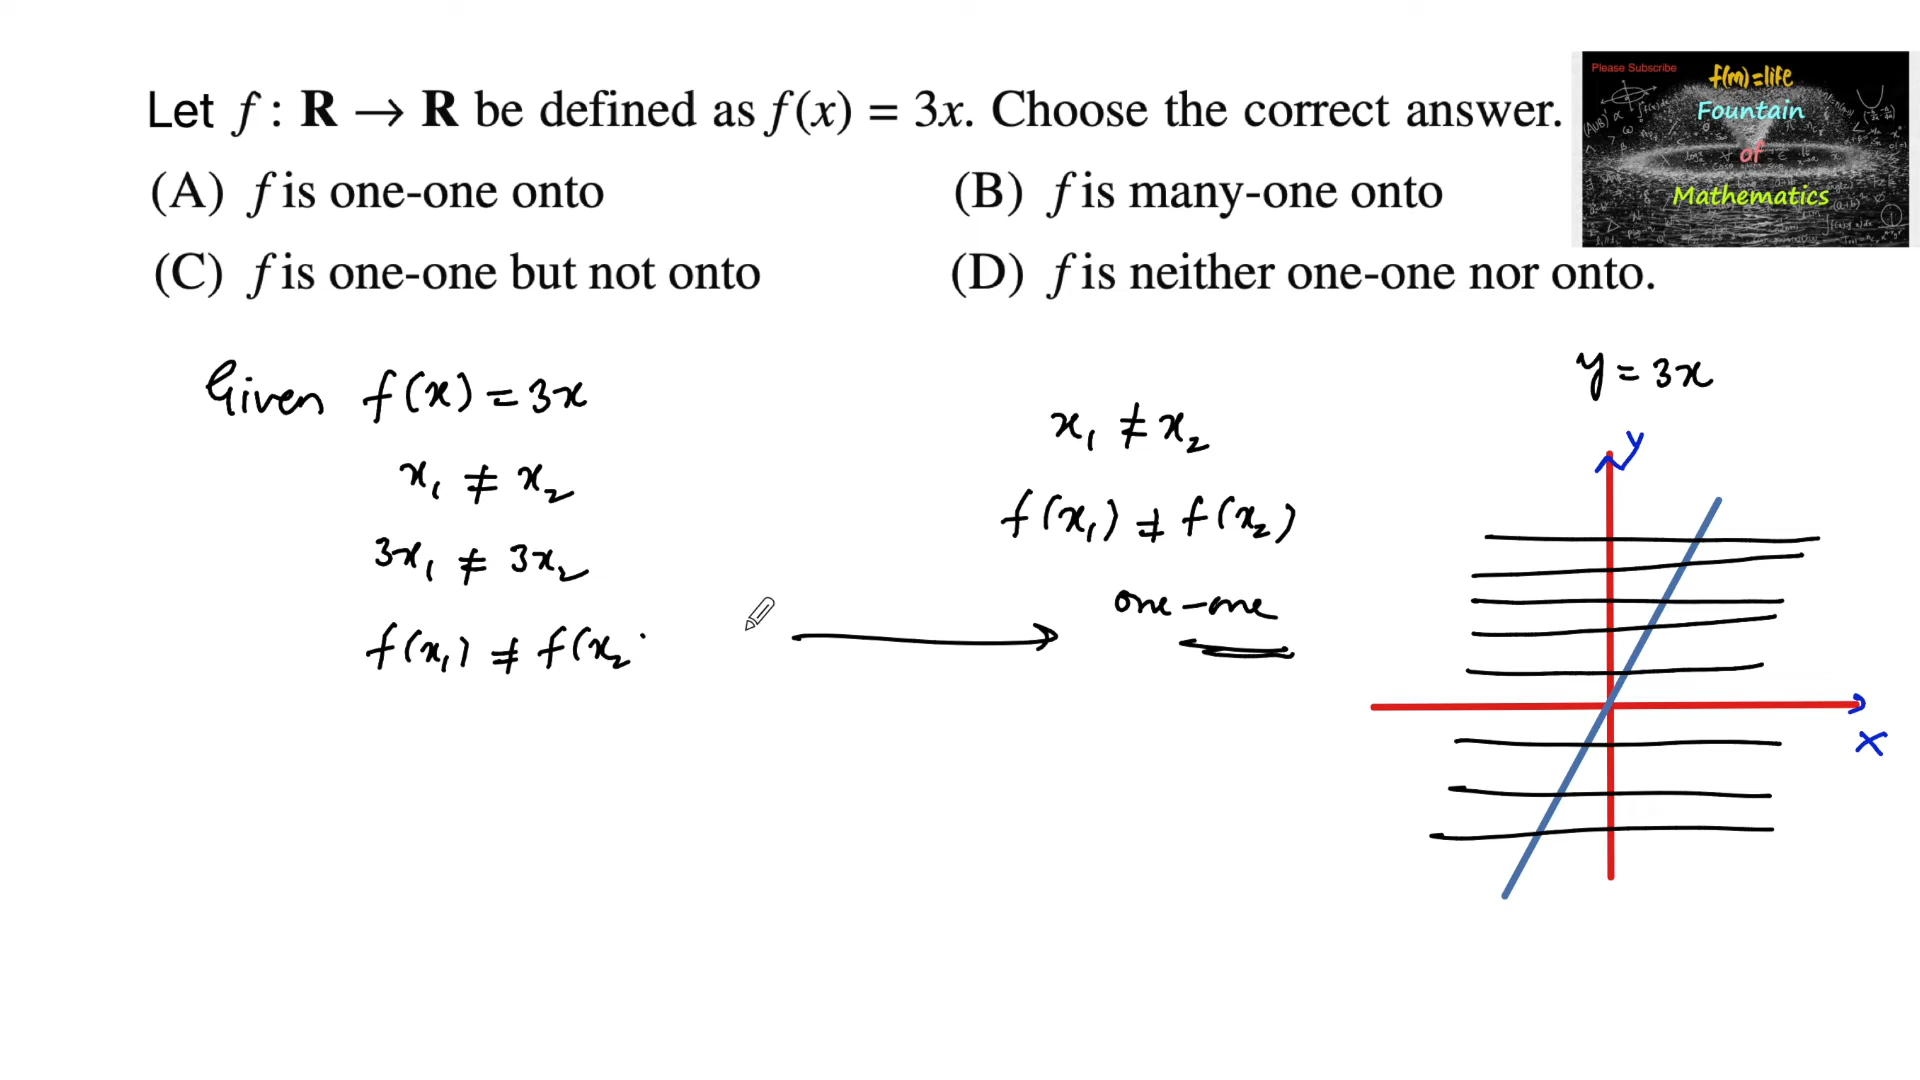 Let f : R → R be defined as f(x) = 3x. Choose the correct answer.
(A) f is one-one onto
(B) f is many-one onto
(C) f is one-one but not onto
(D) f is neither one-one nor onto.
Please Subscribe
f(m)=life
Fountain
of
Mathematics
Given f(x) = 3x
x₁ ≠ x₂
3x₁ ≠ 3x₂
f(x₁) ≠ f(x₂
x₁ ≠ x₂
f(x₁) ≠ f(x₂)
one-one
y = 3x
y
x